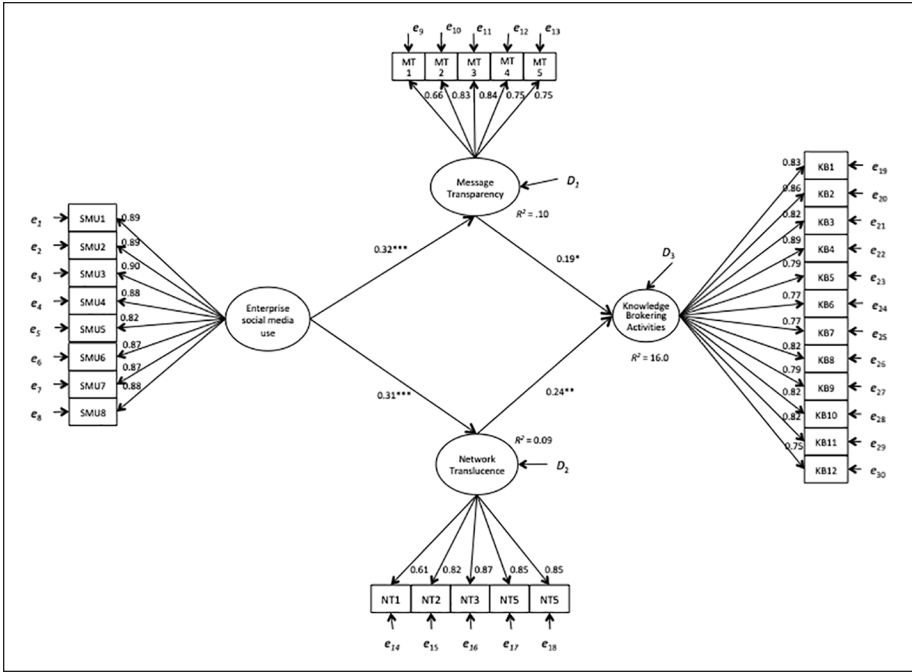 e9 e10 e11 e12 e13
MT 1 MT 2 MT 3 MT 4 MT 5
0.66 0.83 0.84 0.75 0.75
Message
Transparency
D1
R² = .10
e1 SMU1 0.89
e2 SMU2 0.89
e3 SMU3 0.90
e4 SMU4 0.88
e5 SMU5 0.82
e6 SMU6 0.87
e7 SMU7 0.87
e8 SMU8 0.88
Enterprise
social media
use
0.32***
0.19*
0.31***
0.24**
D3
Knowledge
Brokering
Activities
R² = 16.0
0.83 KB1 e19
0.86 KB2 e20
0.82 KB3 e21
0.89 KB4 e22
0.79 KB5 e23
0.77 KB6 e24
0.77 KB7 e25
0.82 KB8 e26
0.79 KB9 e27
0.82 KB10 e28
0.82 KB11 e29
0.75 KB12 e30
R² = 0.09
Network
Translucence
D2
0.61 0.82 0.87 0.85 0.85
NT1 NT2 NT3 NT5 NT5
e14 e15 e16 e17 e18